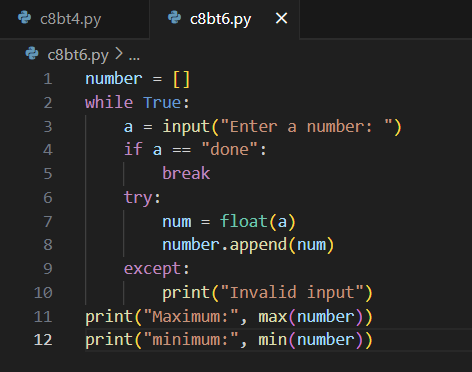 c8bt4.py c8bt6.py ×
c8bt6.py > ...
1 number = []
2 while True:
3     a = input("Enter a number: ")
4     if a == "done":
5         break
6     try:
7         num = float(a)
8         number.append(num)
9     except:
10         print("Invalid input")
11 print("Maximum:", max(number))
12 print("minimum:", min(number))